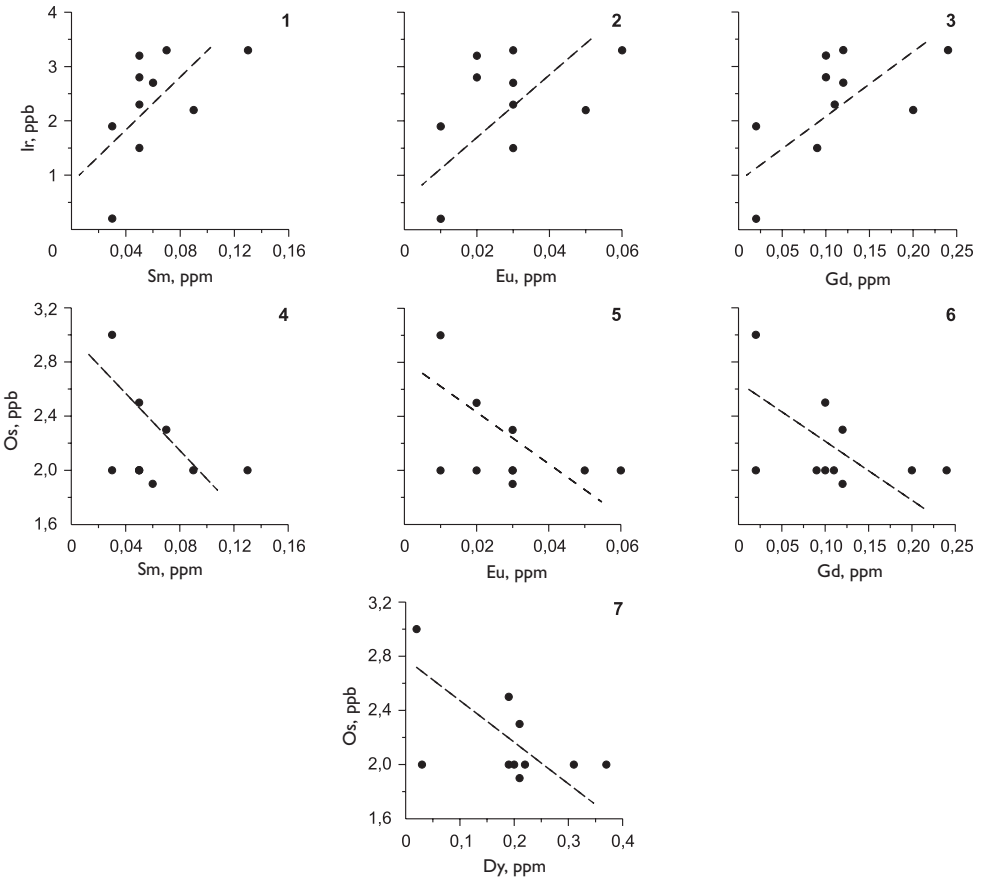 4 1 2 3
3
2
1
Ir, ppb
0 0,04 0,08 0,12 0,16
Sm, ppm
0 0,02 0,04 0,06
Eu, ppm
0 0,05 0,10 0,15 0,20 0,25
Gd, ppm
3,2 4 5 6
2,8
2,4
2,0
1,6
Os, ppb
0 0,04 0,08 0,12 0,16
Sm, ppm
0 0,02 0,04 0,06
Eu, ppm
0 0,05 0,10 0,15 0,20 0,25
Gd, ppm
3,2 7
2,8
2,4
2,0
1,6
Os, ppb
0 0,1 0,2 0,3 0,4
Dy, ppm